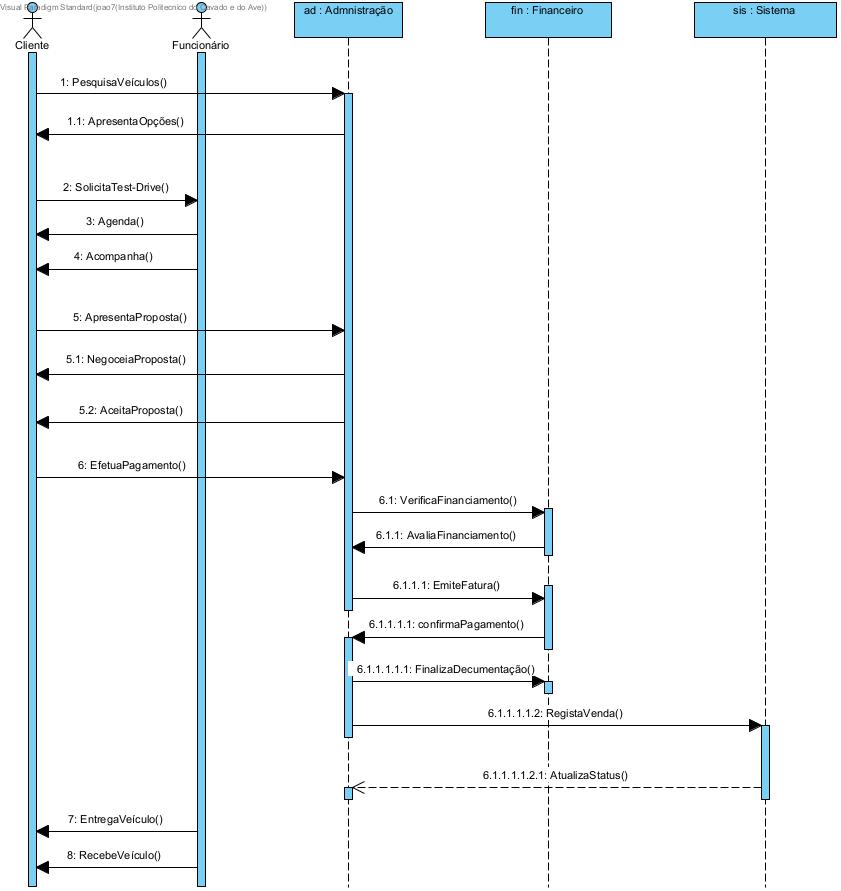 Visual Paradigm Standard(joao7(Instituto Politecnico do Cavado e do Ave))
ad : Admnistração
fin : Financeiro
sis : Sistema
Cliente
Funcionário
1: PesquisaVeículos()
1.1: ApresentaOpções()
2: SolicitaTest-Drive()
3: Agenda()
4: Acompanha()
5: ApresentaProposta()
5.1: NegoceiaProposta()
5.2: AceitaProposta()
6: EfetuaPagamento()
6.1: VerificaFinanciamento()
6.1.1: AvaliaFinanciamento()
6.1.1.1: EmiteFatura()
6.1.1.1.1: confirmaPagamento()
6.1.1.1.1.1: FinalizaDecumentação()
6.1.1.1.1.2: RegistaVenda()
6.1.1.1.1.2.1: AtualizaStatus()
7: EntregaVeículo()
8: RecebeVeículo()